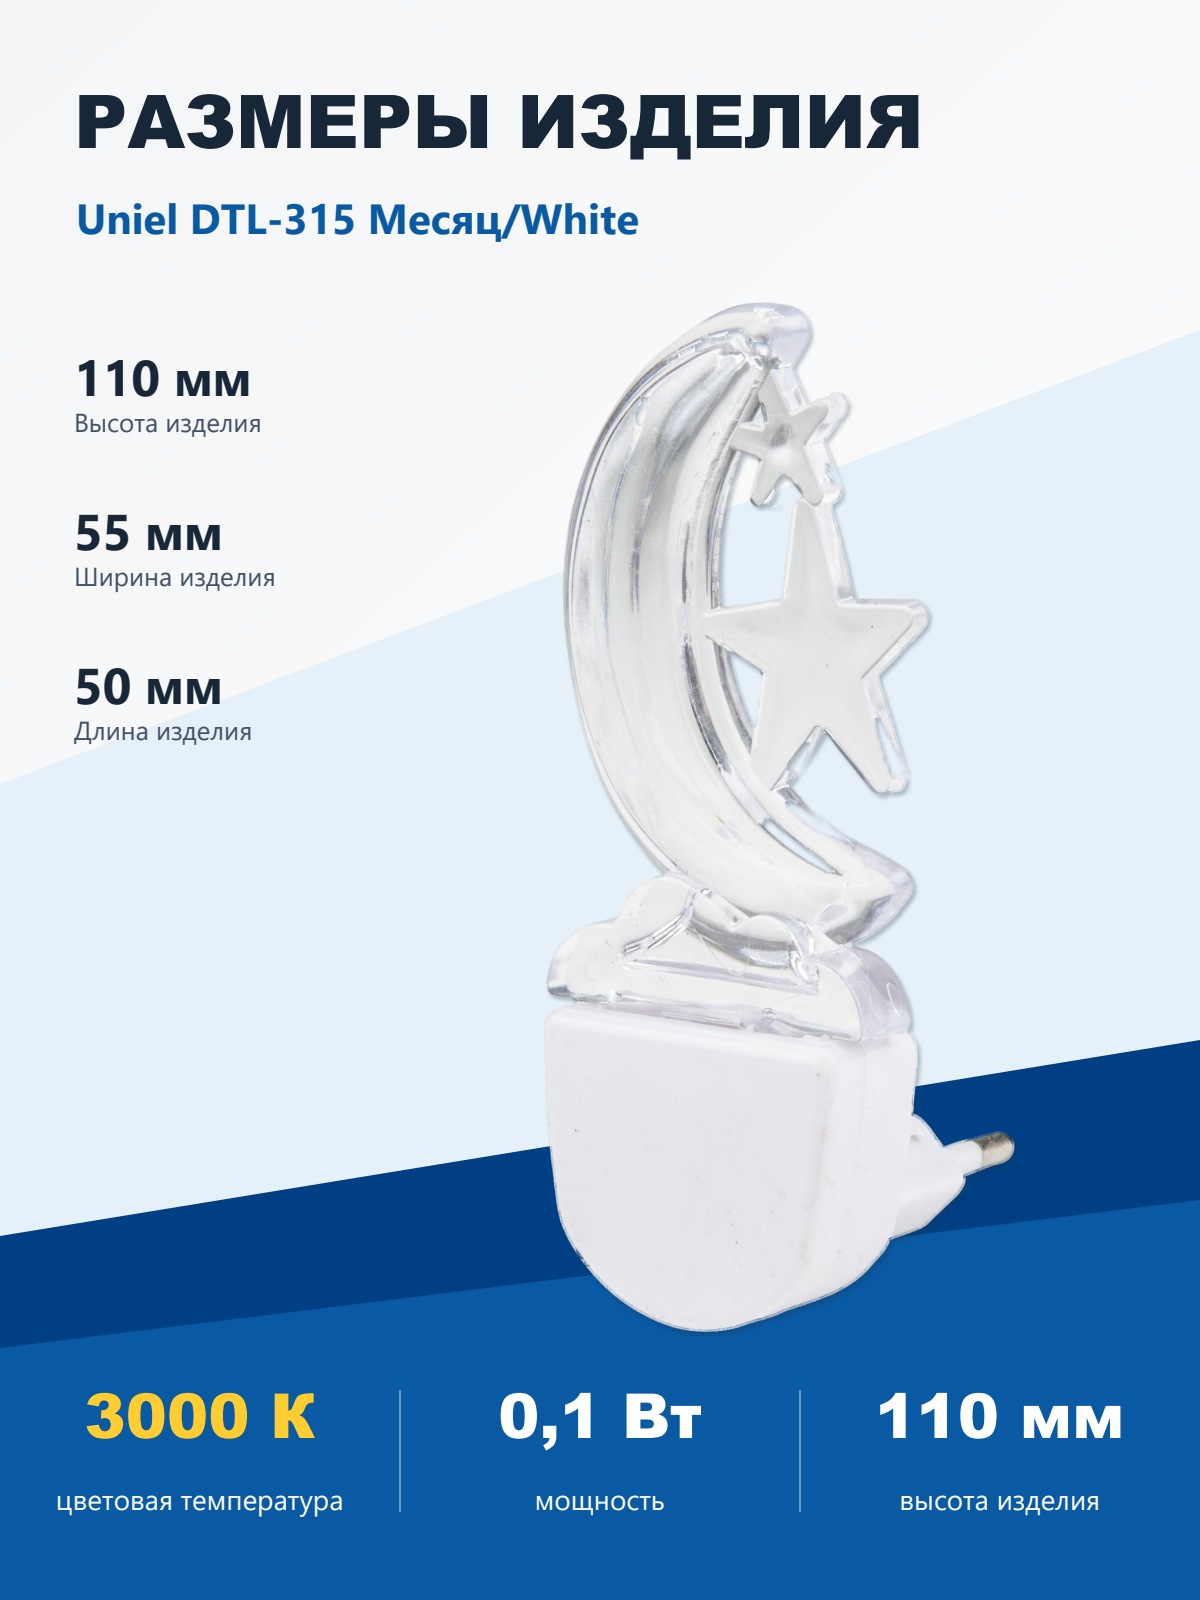 РАЗМЕРЫ ИЗДЕЛИЯ
Uniel DTL-315 Месяц/White
110 мм
Высота изделия
55 мм
Ширина изделия
50 мм
Длина изделия
3000 К
цветовая температура
0,1 Вт
мощность
110 мм
высота изделия